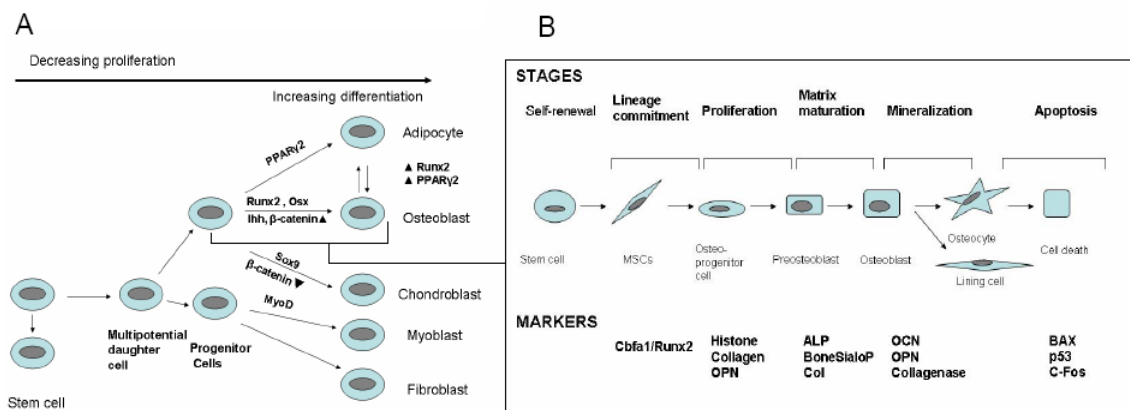 A
Decreasing proliferation
Increasing differentiation
Adipocyte
PPARγ2
▲ Runx2
▲ PPARγ2
Runx2 , Osx
Ihh, β-catenin▲
Osteoblast
Sox9
β-catenin▼
Chondroblast
MyoD
Myoblast
Multipotential
daughter
cell
Progenitor
Cells
Fibroblast
Stem cell
B
STAGES
Self-renewal
Lineage
commitment
Proliferation
Matrix
maturation
Mineralization
Apoptosis
Stem cell
MSCs
Osteo-
progenitor
cell
Preosteoblast
Osteoblast
Osteocyte
Lining cell
Cell death
MARKERS
Cbfa1/Runx2
Histone
Collagen
OPN
ALP
BoneSialoP
Col
OCN
OPN
Collagenase
BAX
p53
C-Fos